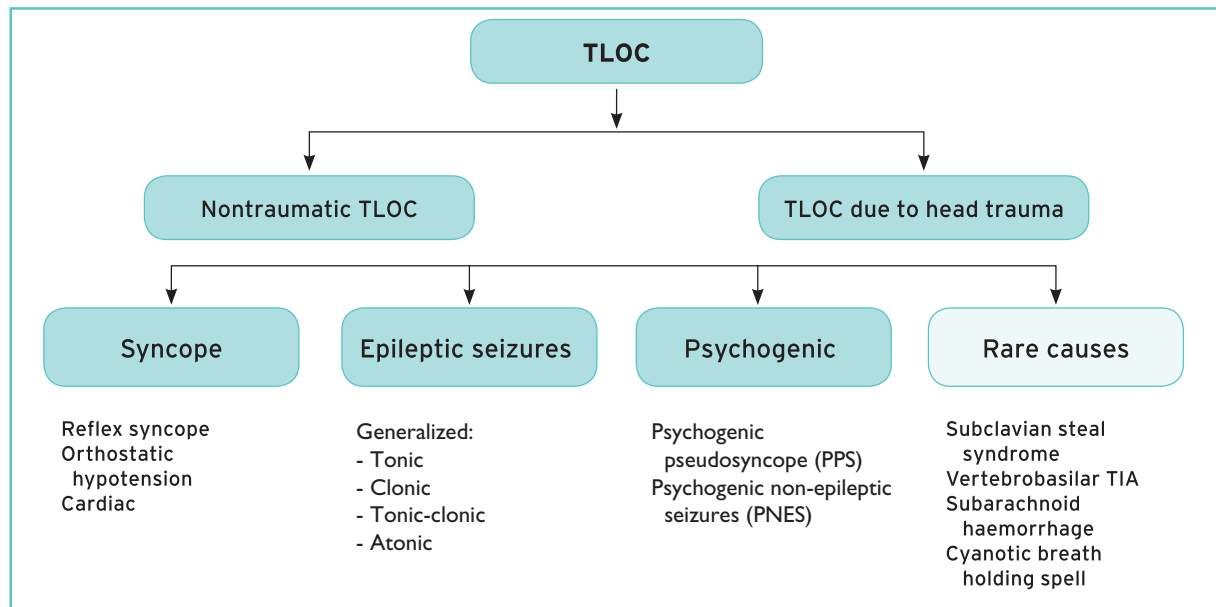 TLOC
Nontraumatic TLOC
TLOC due to head trauma
Syncope
Epileptic seizures
Psychogenic
Rare causes
Reflex syncope
Orthostatic
hypotension
Cardiac
Generalized:
- Tonic
- Clonic
- Tonic-clonic
- Atonic
Psychogenic
pseudosyncope (PPS)
Psychogenic non-epileptic
seizures (PNES)
Subclavian steal
syndrome
Vertebrobasilar TIA
Subarachnoid
haemorrhage
Cyanotic breath
holding spell